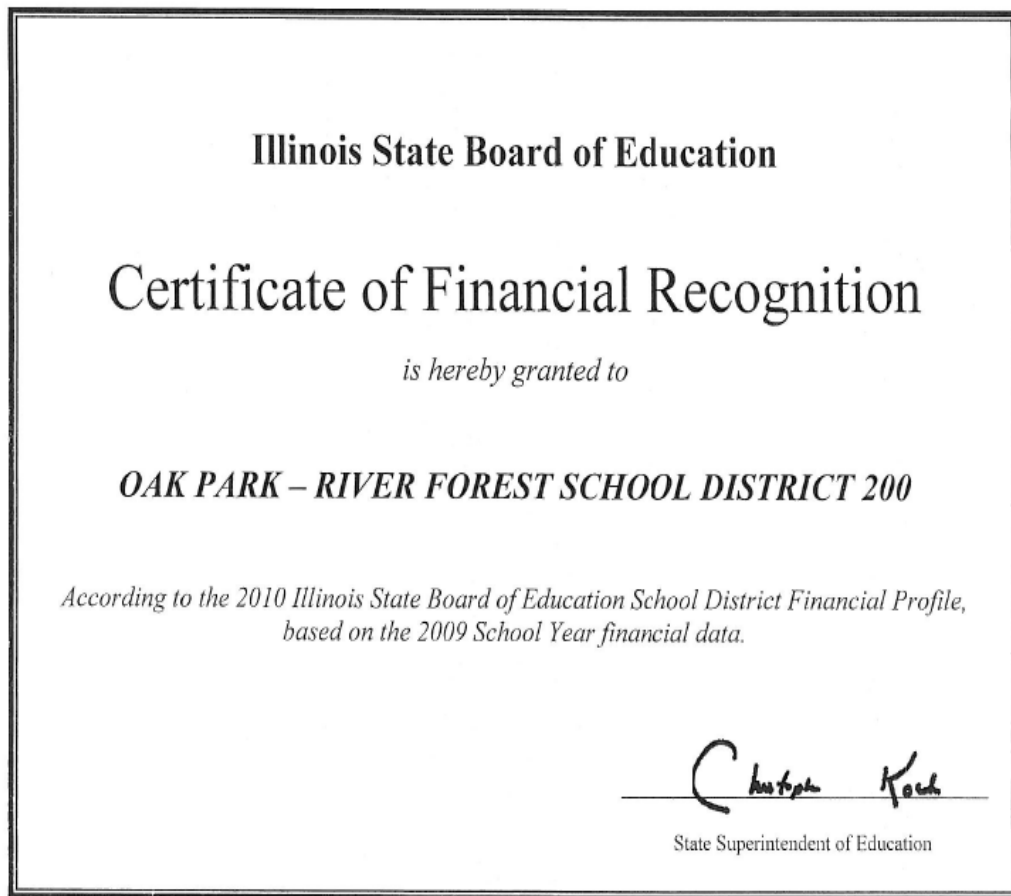 Illinois State Board of Education
Certificate of Financial Recognition
is hereby granted to
OAK PARK – RIVER FOREST SCHOOL DISTRICT 200
According to the 2010 Illinois State Board of Education School District Financial Profile,
based on the 2009 School Year financial data.
Christopher Koch
State Superintendent of Education